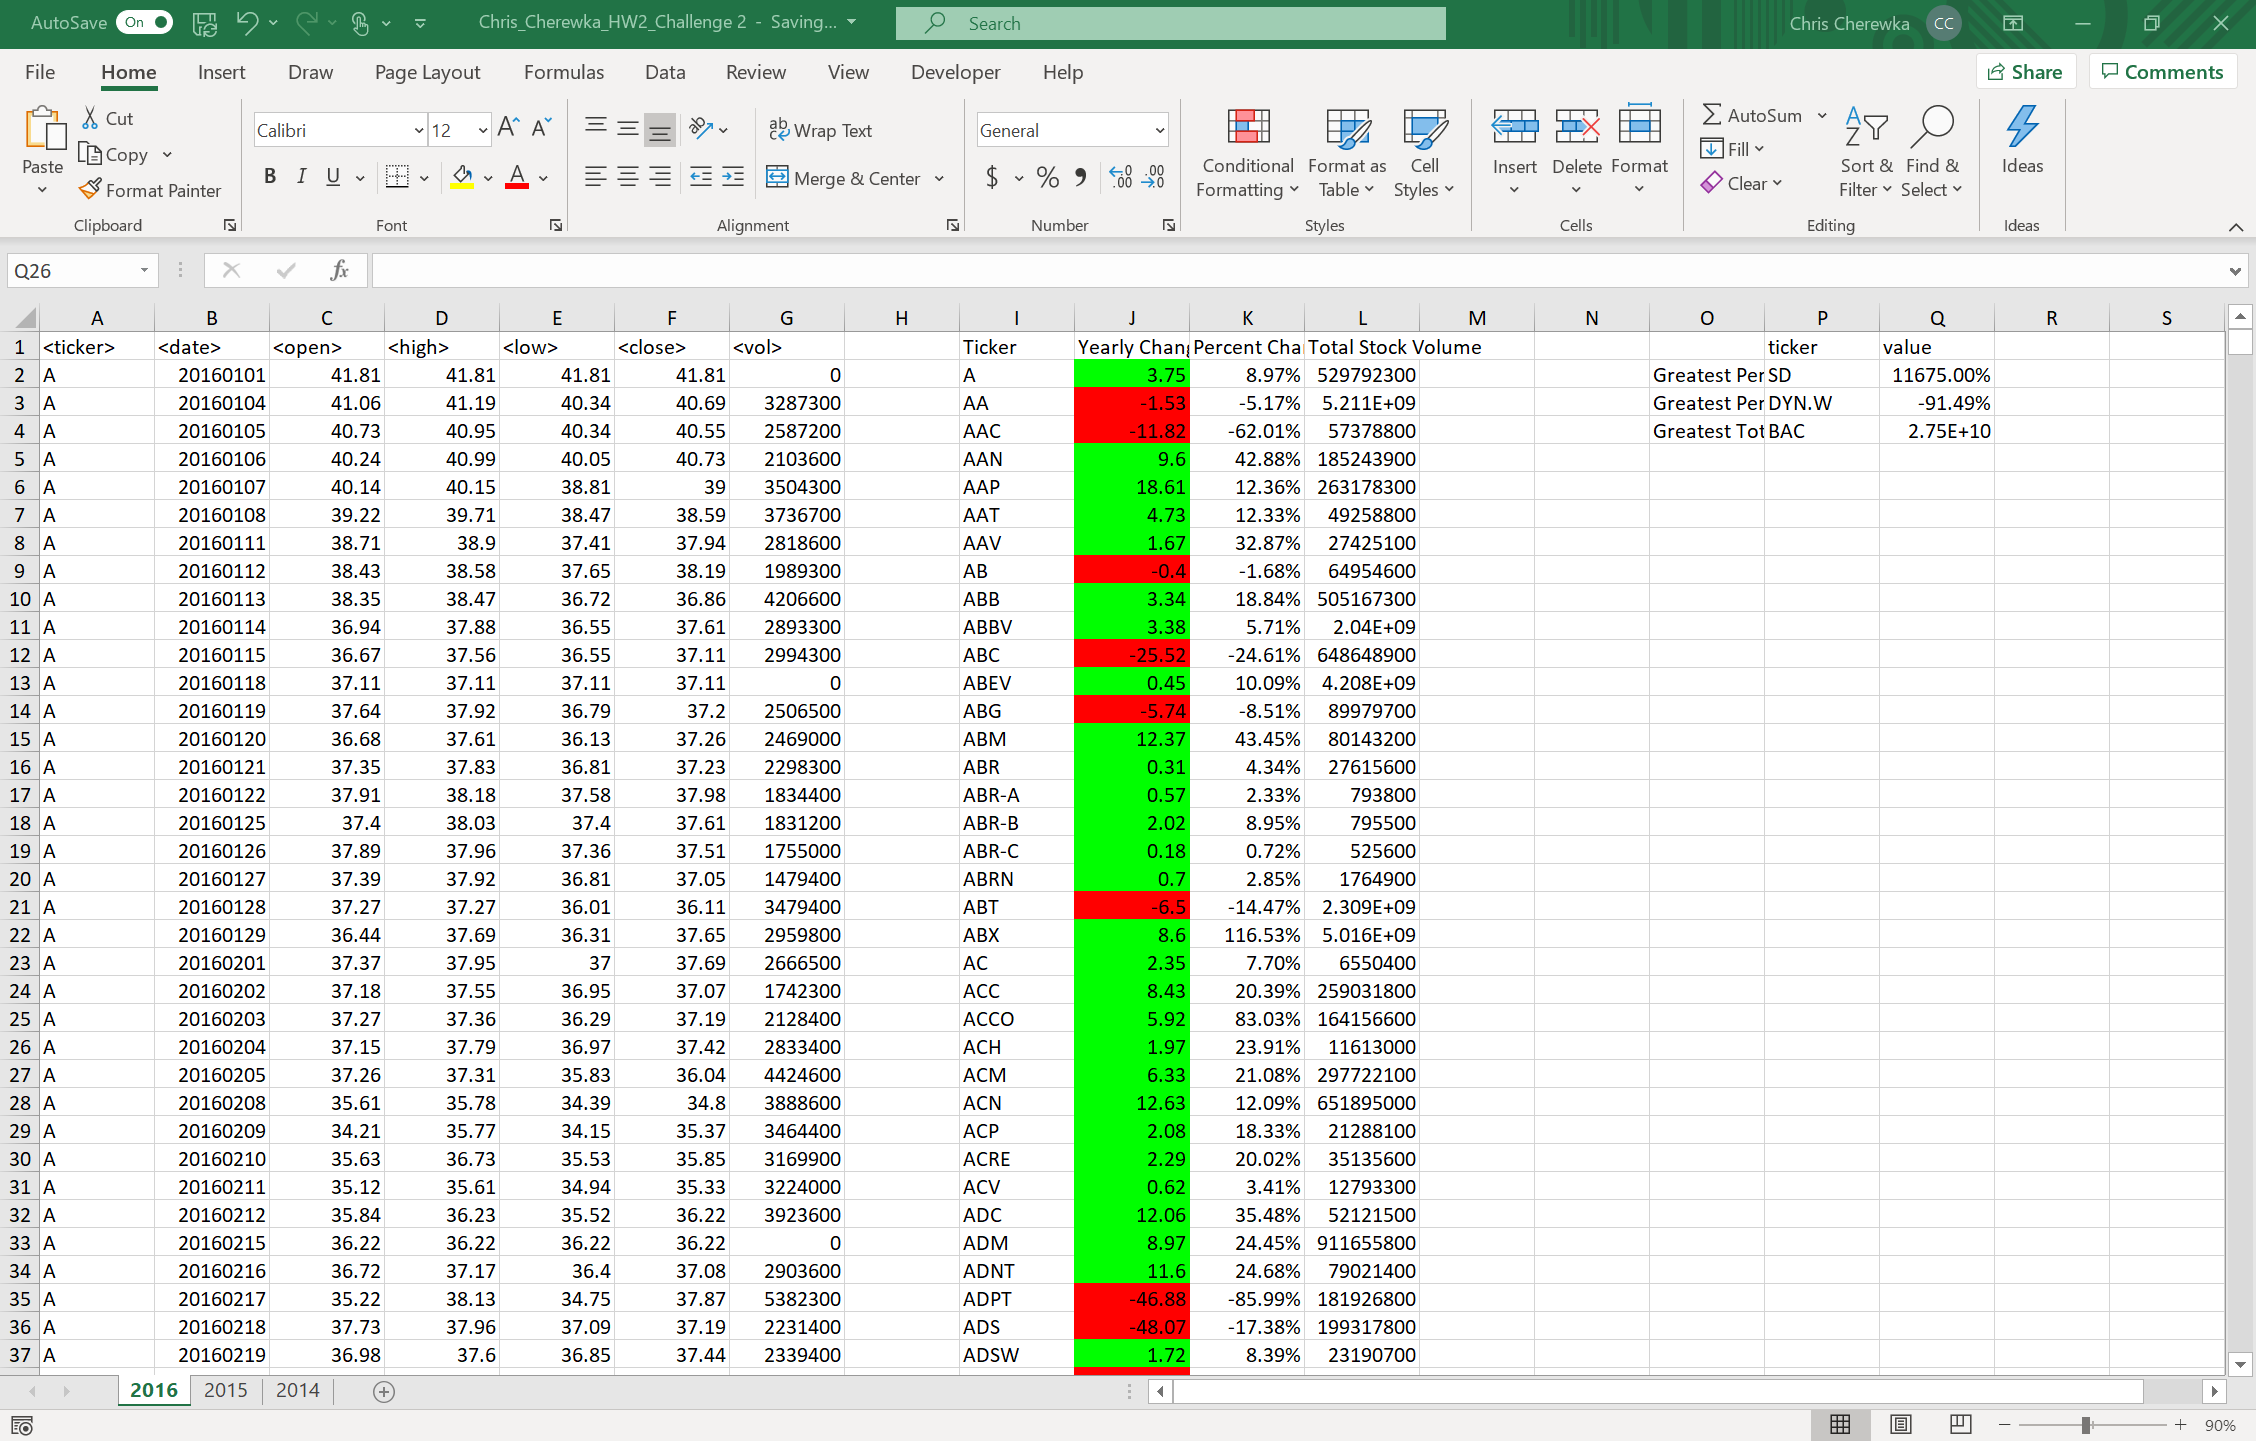 AutoSave On Chris_Cherewka_HW2_Challenge 2 - Saving... Search Chris Cherewka CC
File Home Insert Draw Page Layout Formulas Data Review View Developer Help Share Comments
Paste Cut Copy Format Painter Clipboard
Calibri 12 B I U A Font
Wrap Text Merge & Center Alignment
General $ % Number
Conditional Formatting Format as Table Cell Styles Styles
Insert Delete Format Cells
AutoSum Fill Clear Sort & Filter Find & Select Editing
Ideas Ideas
Q26 fx
A B C D E F G H I J K L M N O P Q R S
1 <ticker> <date> <open> <high> <low> <close> <vol> Ticker Yearly Chang Percent Cha Total Stock Volume ticker value
2 A 20160101 41.81 41.81 41.81 41.81 0 A 3.75 8.97% 529792300 Greatest Per SD 11675.00%
3 A 20160104 41.06 41.19 40.34 40.69 3287300 AA -1.53 -5.17% 5.211E+09 Greatest Per DYN.W -91.49%
4 A 20160105 40.73 40.95 40.34 40.55 2587200 AAC -11.82 -62.01% 57378800 Greatest Tot BAC 2.75E+10
5 A 20160106 40.24 40.99 40.05 40.73 2103600 AAN 9.6 42.88% 185243900
6 A 20160107 40.14 40.15 38.81 39 3504300 AAP 18.61 12.36% 263178300
7 A 20160108 39.22 39.71 38.47 38.59 3736700 AAT 4.73 12.33% 49258800
8 A 20160111 38.71 38.9 37.41 37.94 2818600 AAV 1.67 32.87% 27425100
9 A 20160112 38.43 38.58 37.65 38.19 1989300 AB -0.4 -1.68% 64954600
10 A 20160113 38.35 38.47 36.72 36.86 4206600 ABB 3.34 18.84% 505167300
11 A 20160114 36.94 37.88 36.55 37.61 2893300 ABBV 3.38 5.71% 2.04E+09
12 A 20160115 36.67 37.56 36.55 37.11 2994300 ABC -25.52 -24.61% 648648900
13 A 20160118 37.11 37.11 37.11 37.11 0 ABEV 0.45 10.09% 4.208E+09
14 A 20160119 37.64 37.92 36.79 37.2 2506500 ABG -5.74 -8.51% 89979700
15 A 20160120 36.68 37.61 36.13 37.26 2469000 ABM 12.37 43.45% 80143200
16 A 20160121 37.35 37.83 36.81 37.23 2298300 ABR 0.31 4.34% 27615600
17 A 20160122 37.91 38.18 37.58 37.98 1834400 ABR-A 0.57 2.33% 793800
18 A 20160125 37.4 38.03 37.4 37.61 1831200 ABR-B 2.02 8.95% 795500
19 A 20160126 37.89 37.96 37.36 37.51 1755000 ABR-C 0.18 0.72% 525600
20 A 20160127 37.39 37.92 36.81 37.05 1479400 ABRN 0.7 2.85% 1764900
21 A 20160128 37.27 37.27 36.01 36.11 3479400 ABT -6.5 -14.47% 2.309E+09
22 A 20160129 36.44 37.69 36.31 37.65 2959800 ABX 8.6 116.53% 5.016E+09
23 A 20160201 37.37 37.95 37 37.69 2666500 AC 2.35 7.70% 6550400
24 A 20160202 37.18 37.55 36.95 37.07 1742300 ACC 8.43 20.39% 259031800
25 A 20160203 37.27 37.36 36.29 37.19 2128400 ACCO 5.92 83.03% 164156600
26 A 20160204 37.15 37.79 36.97 37.42 2833400 ACH 1.97 23.91% 11613000
27 A 20160205 37.26 37.31 35.83 36.04 4424600 ACM 6.33 21.08% 297722100
28 A 20160208 35.61 35.78 34.39 34.8 3888600 ACN 12.63 12.09% 651895000
29 A 20160209 34.21 35.77 34.15 35.37 3464400 ACP 2.08 18.33% 21288100
30 A 20160210 35.63 36.73 35.53 35.85 3169900 ACRE 2.29 20.02% 35135600
31 A 20160211 35.12 35.61 34.94 35.33 3224000 ACV 0.62 3.41% 12793300
32 A 20160212 35.84 36.23 35.52 36.22 3923600 ADC 12.06 35.48% 52121500
33 A 20160215 36.22 36.22 36.22 36.22 0 ADM 8.97 24.45% 911655800
34 A 20160216 36.72 37.17 36.4 37.08 2903600 ADNT 11.6 24.68% 79021400
35 A 20160217 35.22 38.13 34.75 37.87 5382300 ADPT -46.88 -85.99% 181926800
36 A 20160218 37.73 37.96 37.09 37.19 2231400 ADS -48.07 -17.38% 199317800
37 A 20160219 36.98 37.6 36.85 37.44 2339400 ADSW 1.72 8.39% 23190700
2016 2015 2014
90%